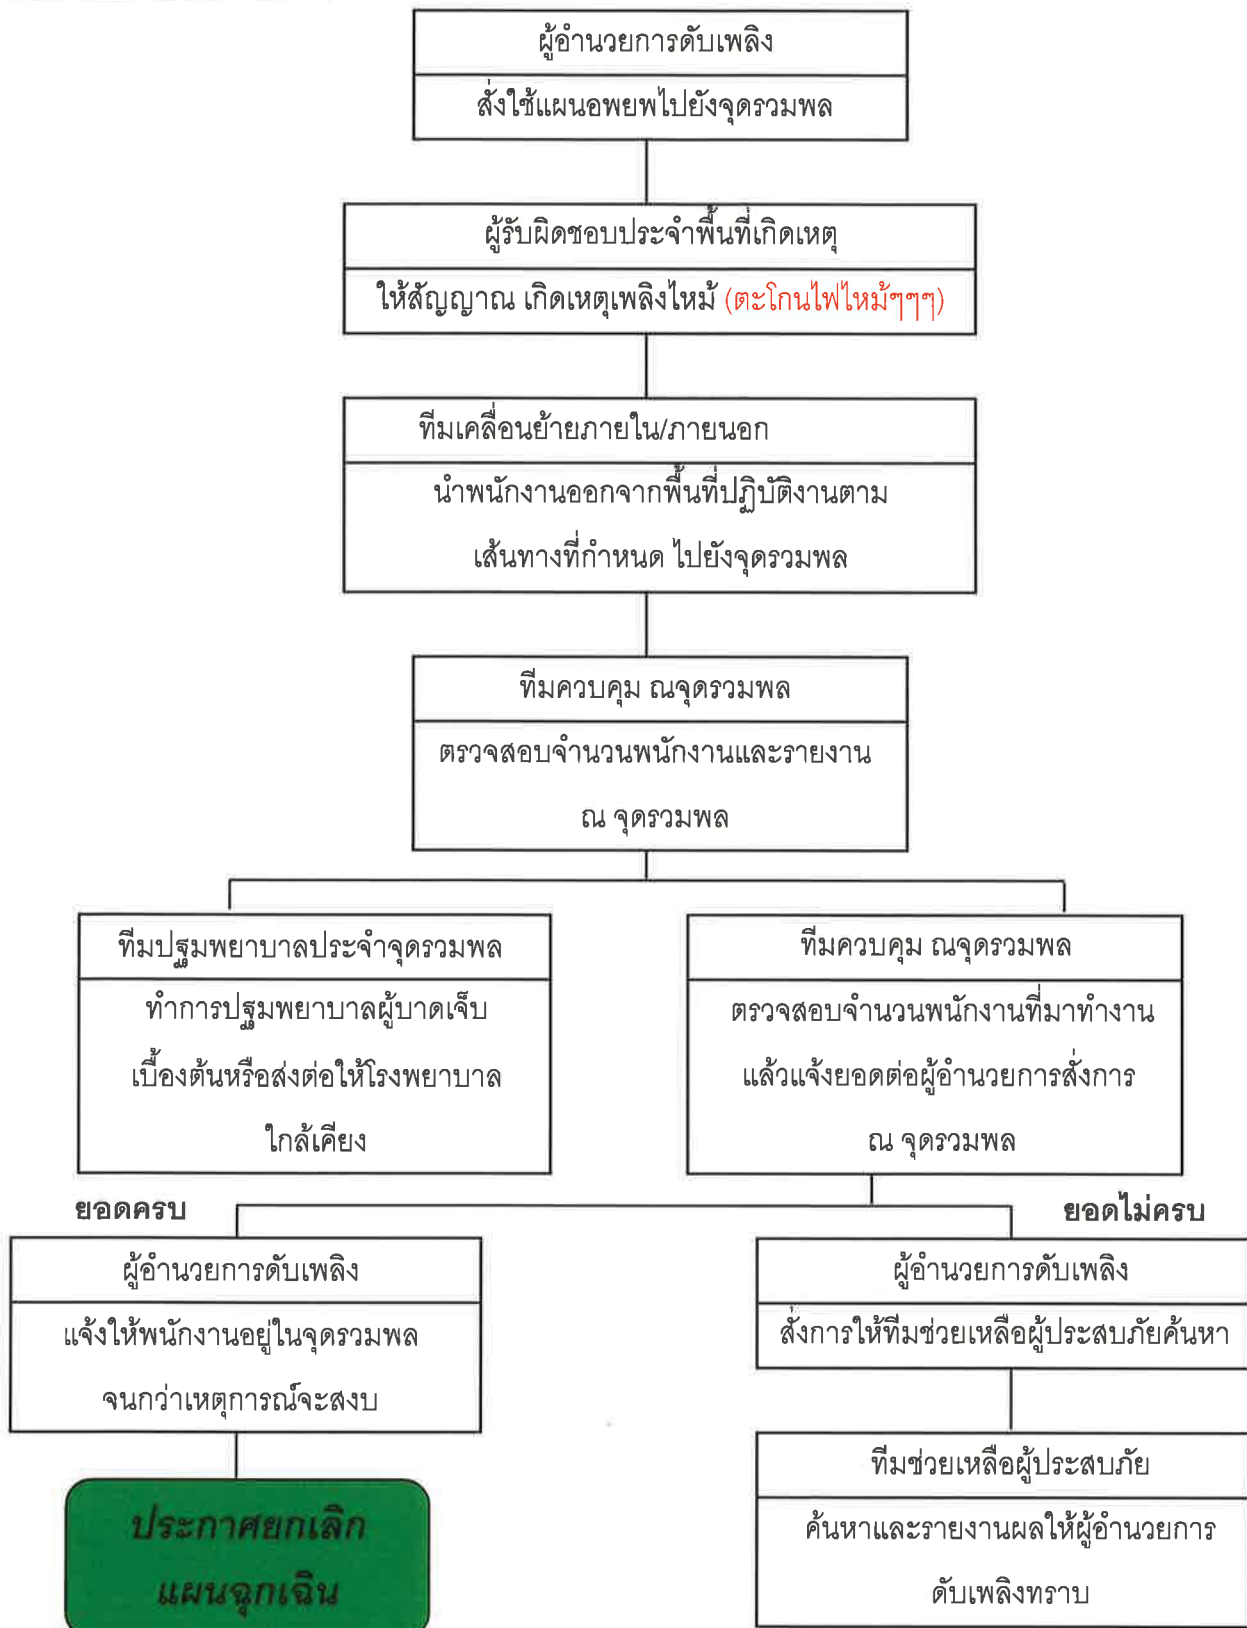 ผู้อำนวยการดับเพลิง
สั่งใช้แผนอพยพไปยังจุดรวมพล
ผู้รับผิดชอบประจำพื้นที่เกิดเหตุ
ให้สัญญาณ เกิดเหตุเพลิงไหม้ (ตะโกนไฟไหม้ๆๆๆ)
ทีมเคลื่อนย้ายภายใน/ภายนอก
นำพนักงานออกจากพื้นที่ปฏิบัติงานตาม
เส้นทางที่กำหนด ไปยังจุดรวมพล
ทีมควบคุม ณจุดรวมพล
ตรวจสอบจำนวนพนักงานและรายงาน
ณ จุดรวมพล
ทีมปฐมพยาบาลประจำจุดรวมพล
ทำการปฐมพยาบาลผู้บาดเจ็บ
เบื้องต้นหรือส่งต่อให้โรงพยาบาล
ใกล้เคียง
ทีมควบคุม ณจุดรวมพล
ตรวจสอบจำนวนพนักงานที่มาทำงาน
แล้วแจ้งยอดต่อผู้อำนวยการสั่งการ
ณ จุดรวมพล
ยอดครบ
ผู้อำนวยการดับเพลิง
แจ้งให้พนักงานอยู่ในจุดรวมพล
จนกว่าเหตุการณ์จะสงบ
ประกาศยกเลิก
แผนฉุกเฉิน
ยอดไม่ครบ
ผู้อำนวยการดับเพลิง
สั่งการให้ทีมช่วยเหลือผู้ประสบภัยค้นหา
ทีมช่วยเหลือผู้ประสบภัย
ค้นหาและรายงานผลให้ผู้อำนวยการ
ดับเพลิงทราบ